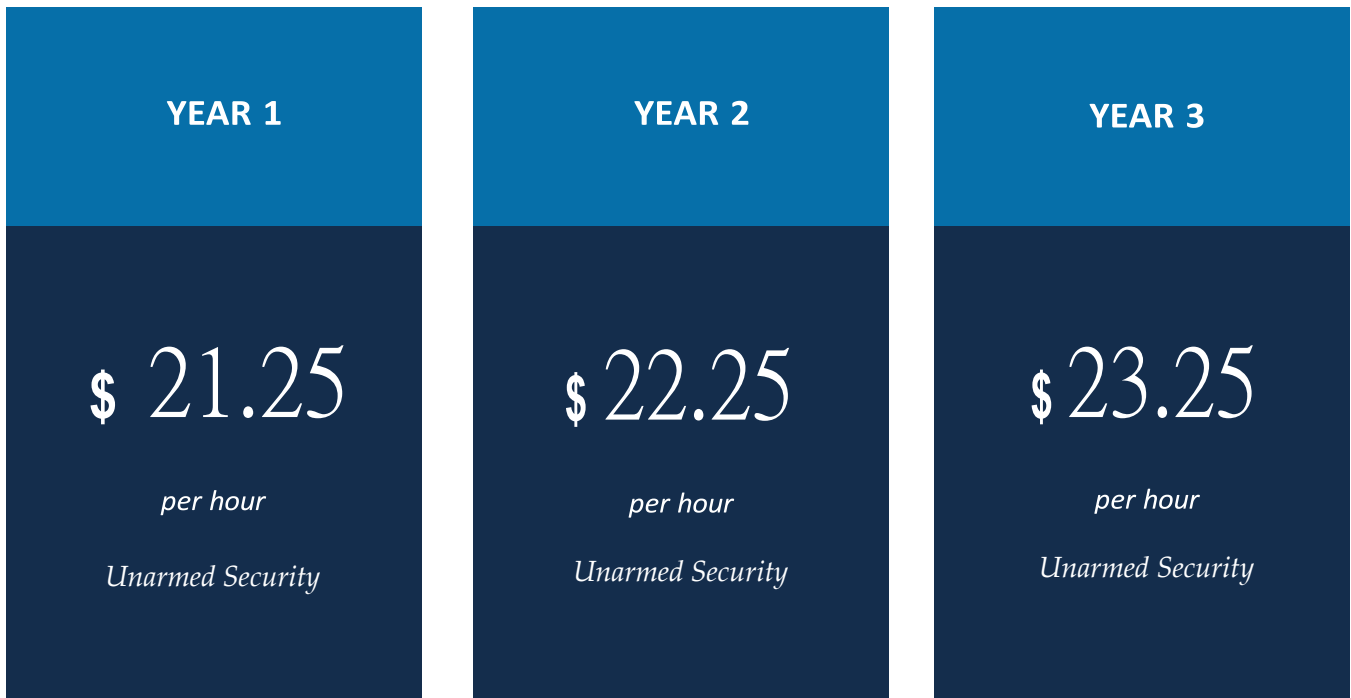 YEAR 1
$ 21.25
per hour
Unarmed Security
YEAR 2
$ 22.25
per hour
Unarmed Security
YEAR 3
$ 23.25
per hour
Unarmed Security